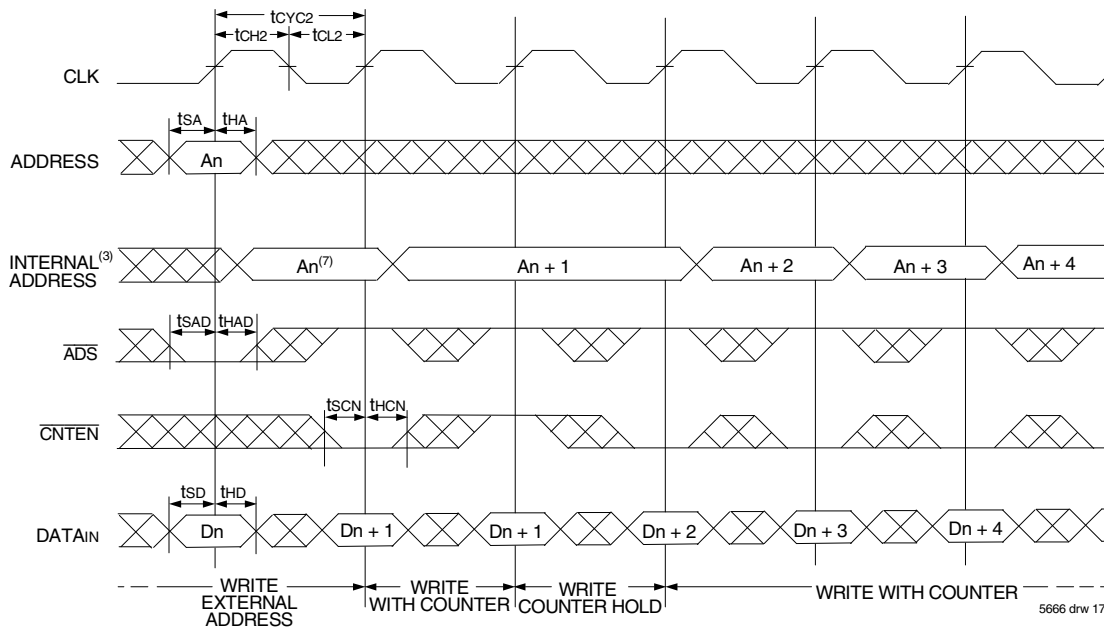 tCYC2
tCH2 tCL2
CLK
tSA tHA
ADDRESS An
INTERNAL(3) ADDRESS An(7) An + 1 An + 2 An + 3 An + 4
tSAD tHAD
ADS
tSCN tHCN
CNTEN
tSD tHD
DATAIN Dn Dn + 1 Dn + 1 Dn + 2 Dn + 3 Dn + 4
WRITE EXTERNAL ADDRESS
WRITE WITH COUNTER
WRITE COUNTER HOLD
WRITE WITH COUNTER
5666 drw 17